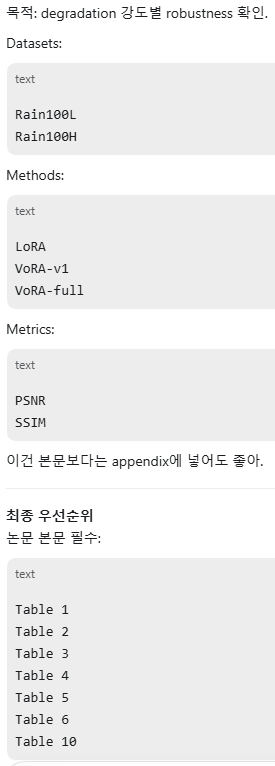 목적: degradation 강도별 robustness 확인.
Datasets:
text
Rain100L
Rain100H
Methods:
text
LoRA
VoRA-v1
VoRA-full
Metrics:
text
PSNR
SSIM
이건 본문보다는 appendix에 넣어도 좋아.
최종 우선순위
논문 본문 필수:
text
Table 1
Table 2
Table 3
Table 4
Table 5
Table 6
Table 10